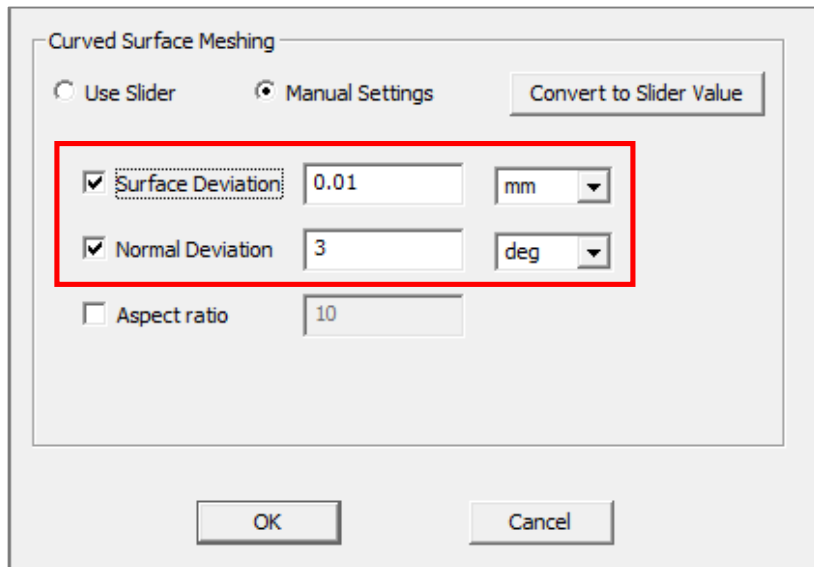 Curved Surface Meshing
Use Slider Manual Settings Convert to Slider Value
Surface Deviation 0.01 mm
Normal Deviation 3 deg
Aspect ratio 10
OK Cancel